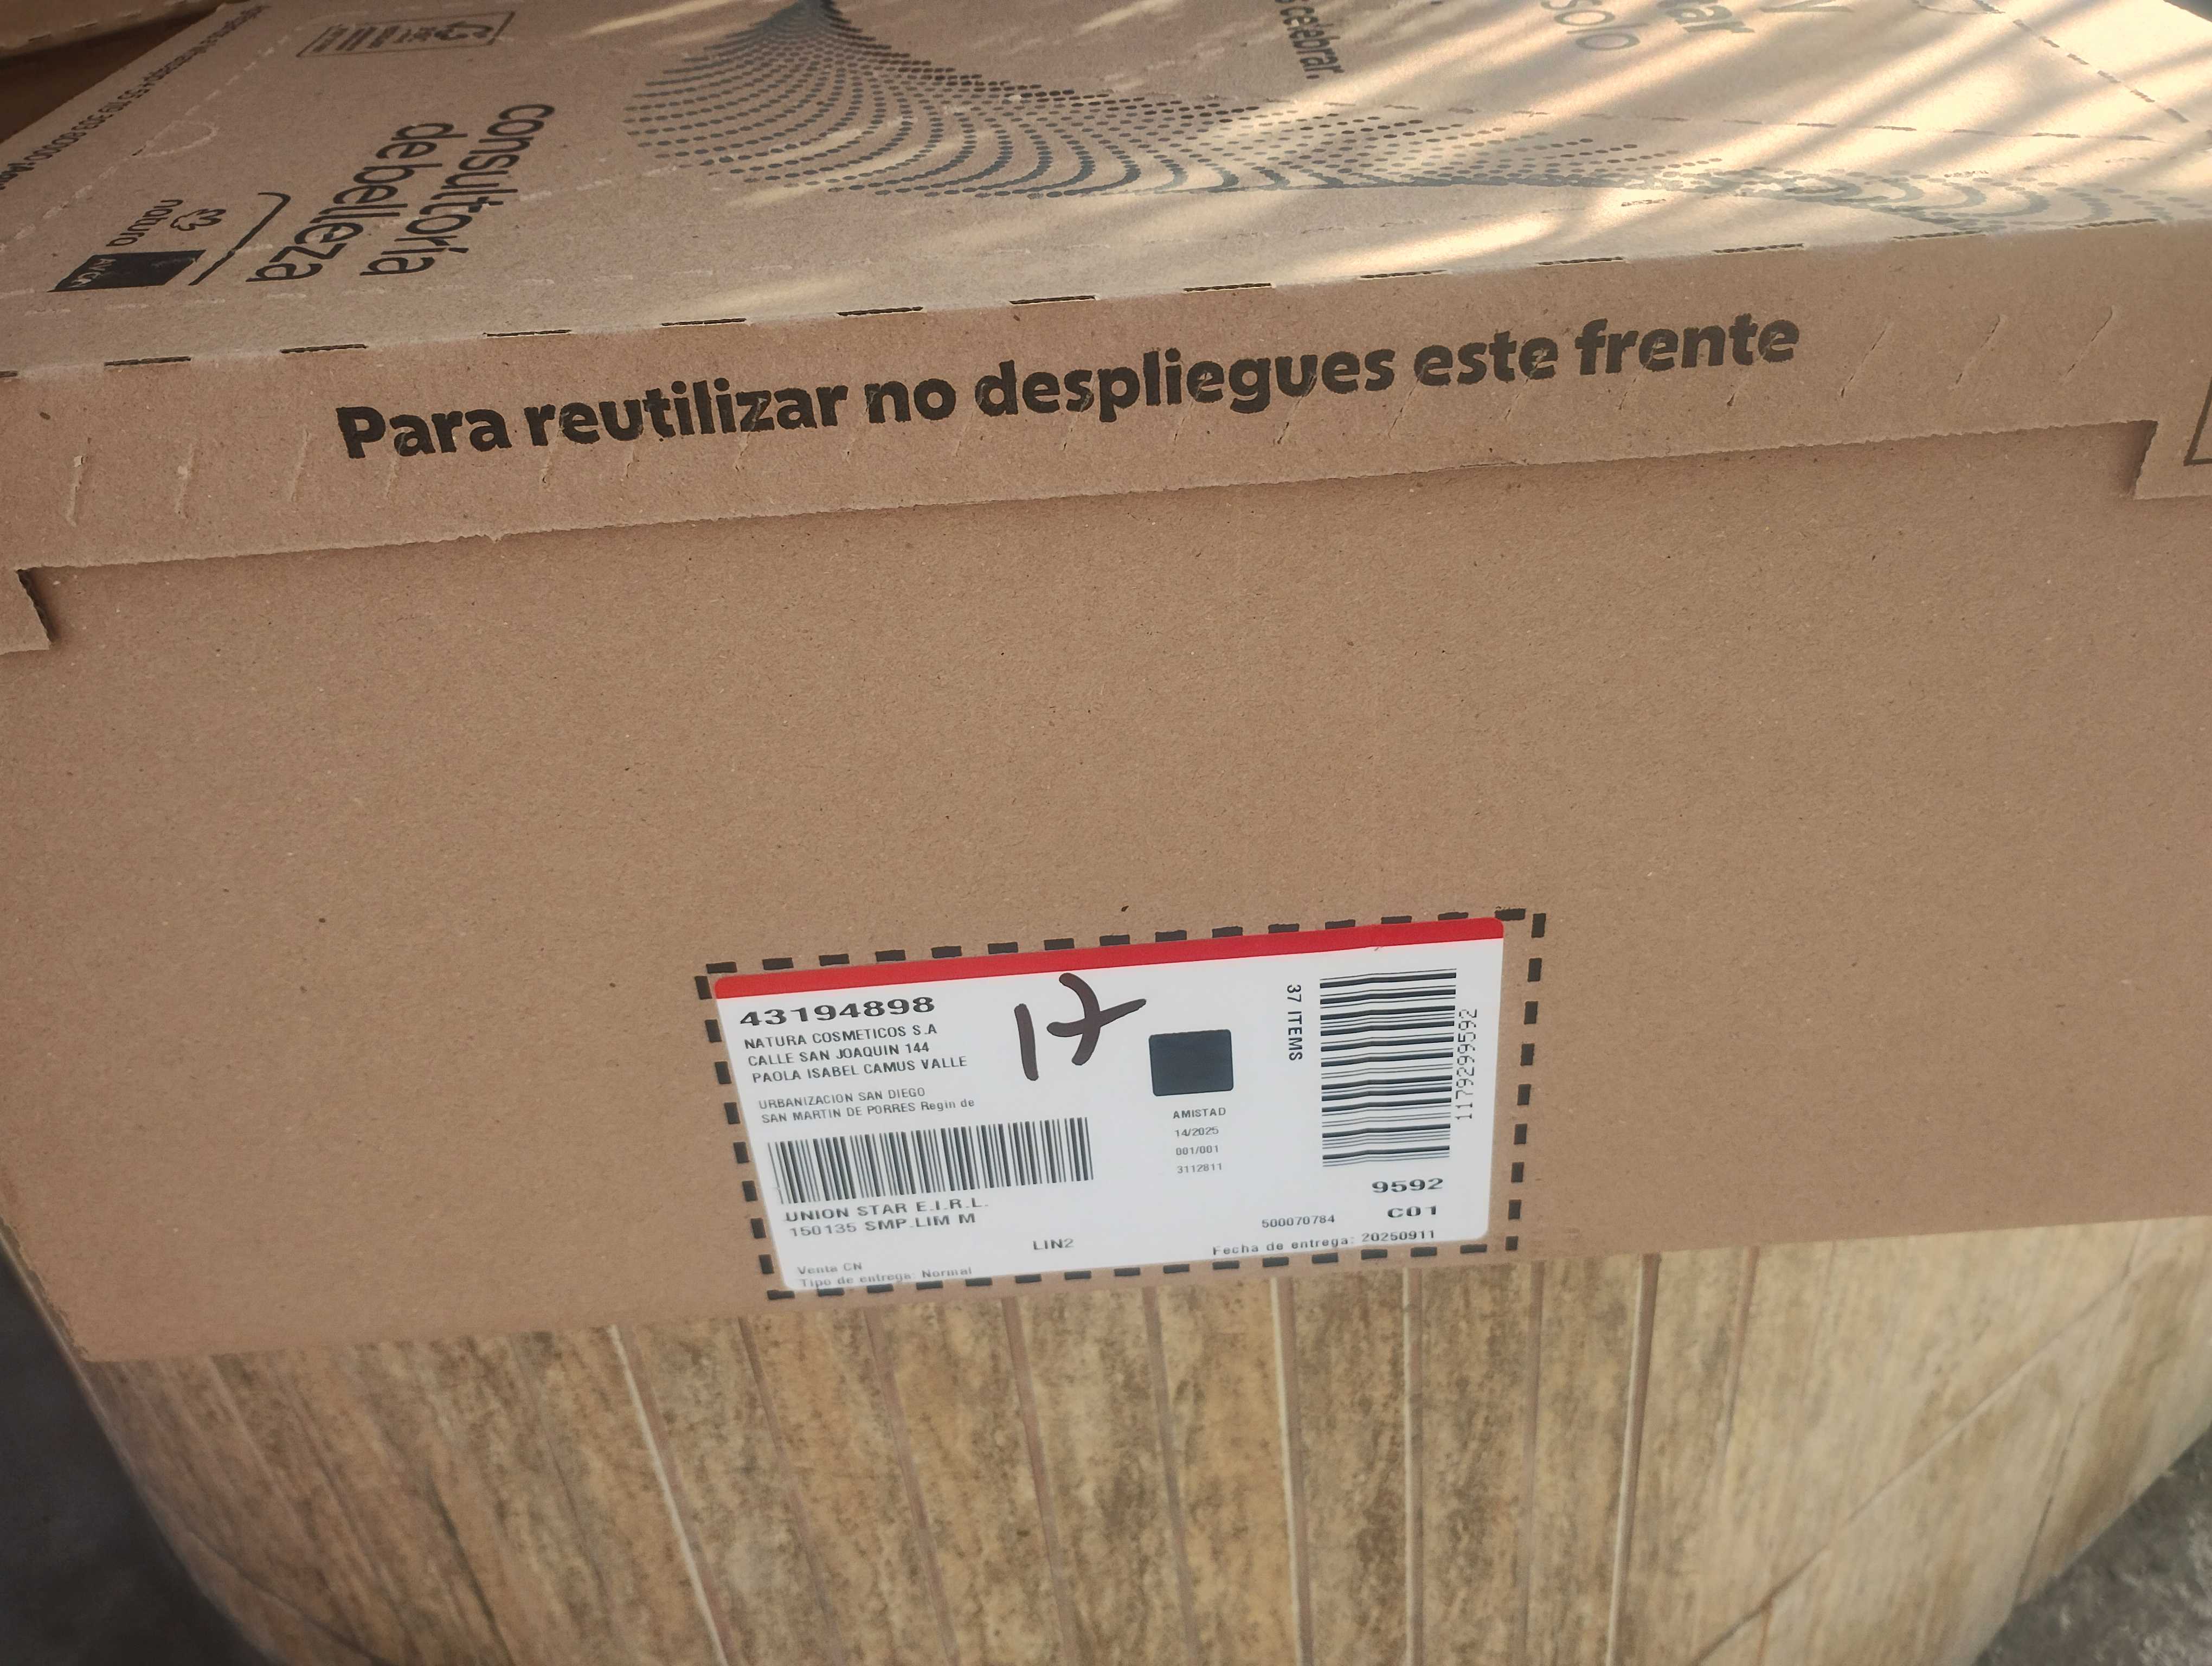 celebrar.
solo
consultoría
de belleza
natura
AVON
Para reutilizar no despliegues este frente
43194898
NATURA COSMETICOS S.A
CALLE SAN JOAQUIN 144
PAOLA ISABEL CAMUS VALLE
URBANIZACION SAN DIEGO
SAN MARTIN DE PORRES Regin de
UNION STAR E.I.R.L.
150135 SMP.LIM M
LIN2
Venta CN
Tipo de entrega: Normal
17
AMISTAD
14/2025
001/001
3112811
37 ITEMS
1179299592
9592
C01
500070784
Fecha de entrega: 20250911